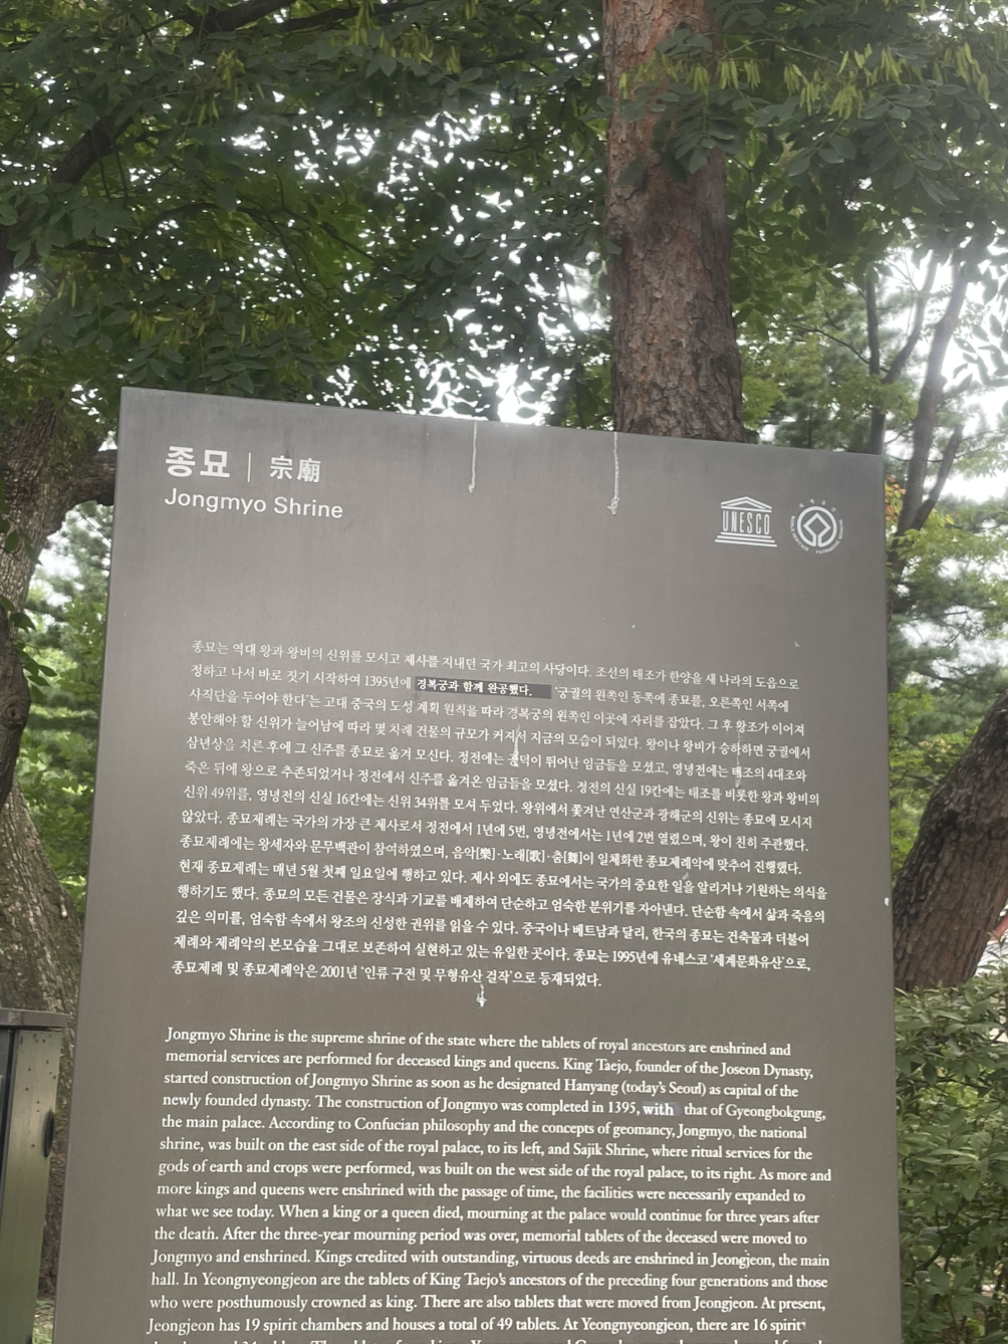 종묘 | 宗廟
Jongmyo Shrine
UNESCO
종묘는 역대 왕과 왕비의 신위를 모시고 제사를 지내던 국가 최고의 사당이다. 조선의 태조가 한양을 새 나라의 도읍으로
정하고 나서 바로 짓기 시작하여 1395년에 경복궁과 함께 완공했다. '궁궐의 왼쪽인 동쪽에 종묘를, 오른쪽인 서쪽에
사직단을 두어야 한다'는 고대 중국의 도성 계획 원칙을 따라 경복궁의 왼쪽인 이곳에 자리를 잡았다. 그 후 왕조가 이어져
봉안해야 할 신위가 늘어남에 따라 몇 차례 건물의 규모가 커져서 지금의 모습이 되었다. 왕이나 왕비가 승하하면 궁궐에서
삼년상을 치른 후에 그 신주를 종묘로 옮겨 모신다. 정전에는 공덕이 뛰어난 임금들을 모셨고, 영녕전에는 태조의 4대조와
죽은 뒤에 왕으로 추존되었거나 정전에서 신주를 옮겨온 임금들을 모셨다. 정전의 신실 19칸에는 태조를 비롯한 왕과 왕비의
신위 49위를, 영녕전의 신실 16칸에는 신위 34위를 모셔 두었다. 왕위에서 쫓겨난 연산군과 광해군의 신위는 종묘에 모시지
않았다. 종묘제례는 국가의 가장 큰 제사로서 정전에서 1년에 5번, 영녕전에서는 1년에 2번 열렸으며, 왕이 친히 주관했다.
종묘제례에는 왕세자와 문무백관이 참여하였으며, 음악[樂]·노래[歌]·춤[舞]이 일체화한 종묘제례악에 맞추어 진행했다.
현재 종묘제례는 매년 5월 첫째 일요일에 행하고 있다. 제사 외에도 종묘에서는 국가의 중요한 일을 알리거나 기원하는 의식을
행하기도 했다. 종묘의 모든 건물은 장식과 기교를 배제하여 단순하고 엄숙한 분위기를 자아낸다. 단순함 속에서 삶과 죽음의
깊은 의미를, 엄숙함 속에서 왕조의 신성한 권위를 읽을 수 있다. 중국이나 베트남과 달리, 한국의 종묘는 건축물과 더불어
제례와 제례악의 본모습을 그대로 보존하여 실현하고 있는 유일한 곳이다. 종묘는 1995년에 유네스코 '세계문화유산'으로,
종묘제례 및 종묘제례악은 2001년 '인류 구전 및 무형유산 걸작'으로 등재되었다.
Jongmyo Shrine is the supreme shrine of the state where the tablets of royal ancestors are enshrined and
memorial services are performed for deceased kings and queens. King Taejo, founder of the Joseon Dynasty,
started construction of Jongmyo Shrine as soon as he designated Hanyang (today's Seoul) as capital of the
newly founded dynasty. The construction of Jongmyo was completed in 1395, with that of Gyeongbokgung,
the main palace. According to Confucian philosophy and the concepts of geomancy, Jongmyo, the national
shrine, was built on the east side of the royal palace, to its left, and Sajik Shrine, where ritual services for the
gods of earth and crops were performed, was built on the west side of the royal palace, to its right. As more and
more kings and queens were enshrined with the passage of time, the facilities were necessarily expanded to
what we see today. When a king or a queen died, mourning at the palace would continue for three years after
the death. After the three-year mourning period was over, memorial tablets of the deceased were moved to
Jongmyo and enshrined. Kings credited with outstanding, virtuous deeds are enshrined in Jeongjeon, the main
hall. In Yeongnyeongjeon are the tablets of King Taejo's ancestors of the preceding four generations and those
who were posthumously crowned as king. There are also tablets that were moved from Jeongjeon. At present,
Jeongjeon has 19 spirit chambers and houses a total of 49 tablets. At Yeongnyeongjeon, there are 16 spirit